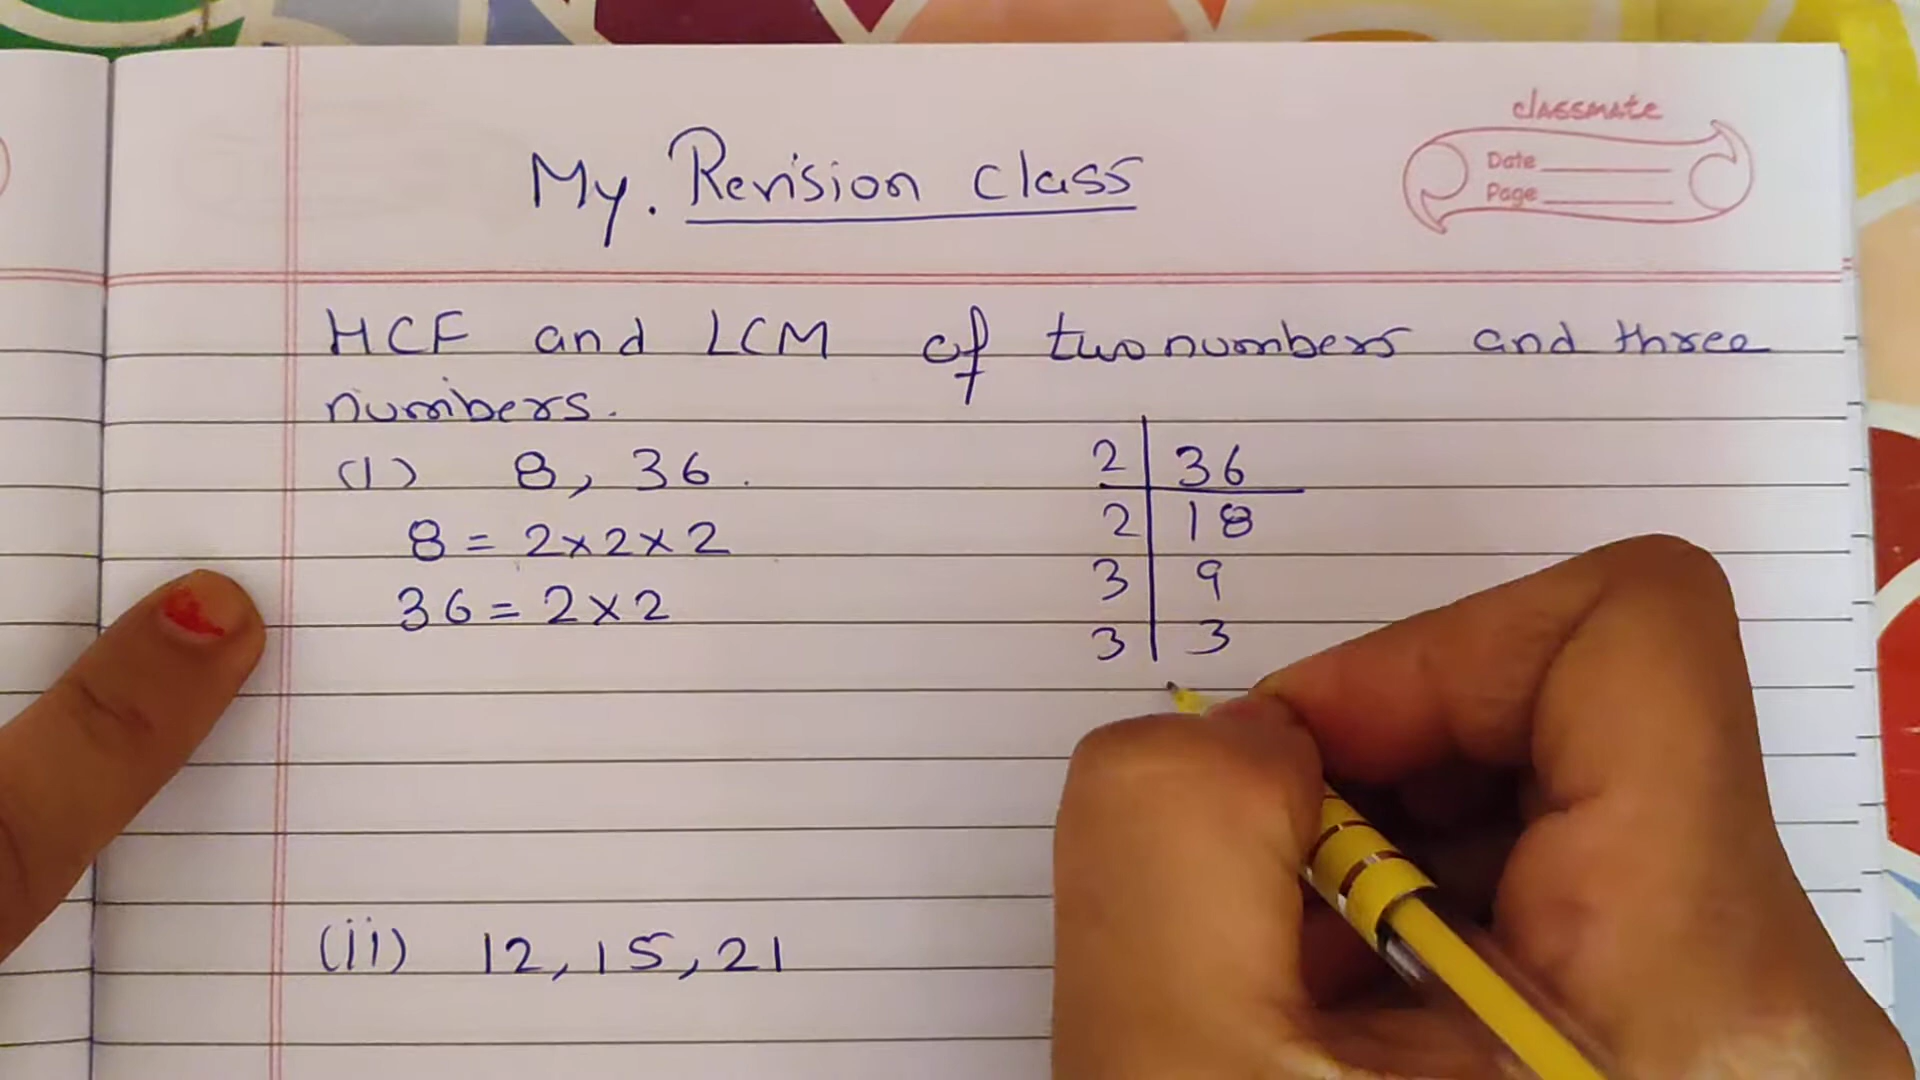 classmate
Date
Page
My. Revision class
HCF and LCM of two numbers and three
numbers.
(1) 8, 36.
8 = 2×2×2
36 = 2×2
2 | 36
2 | 18
3 | 9
3 | 3
(ii) 12, 15, 21